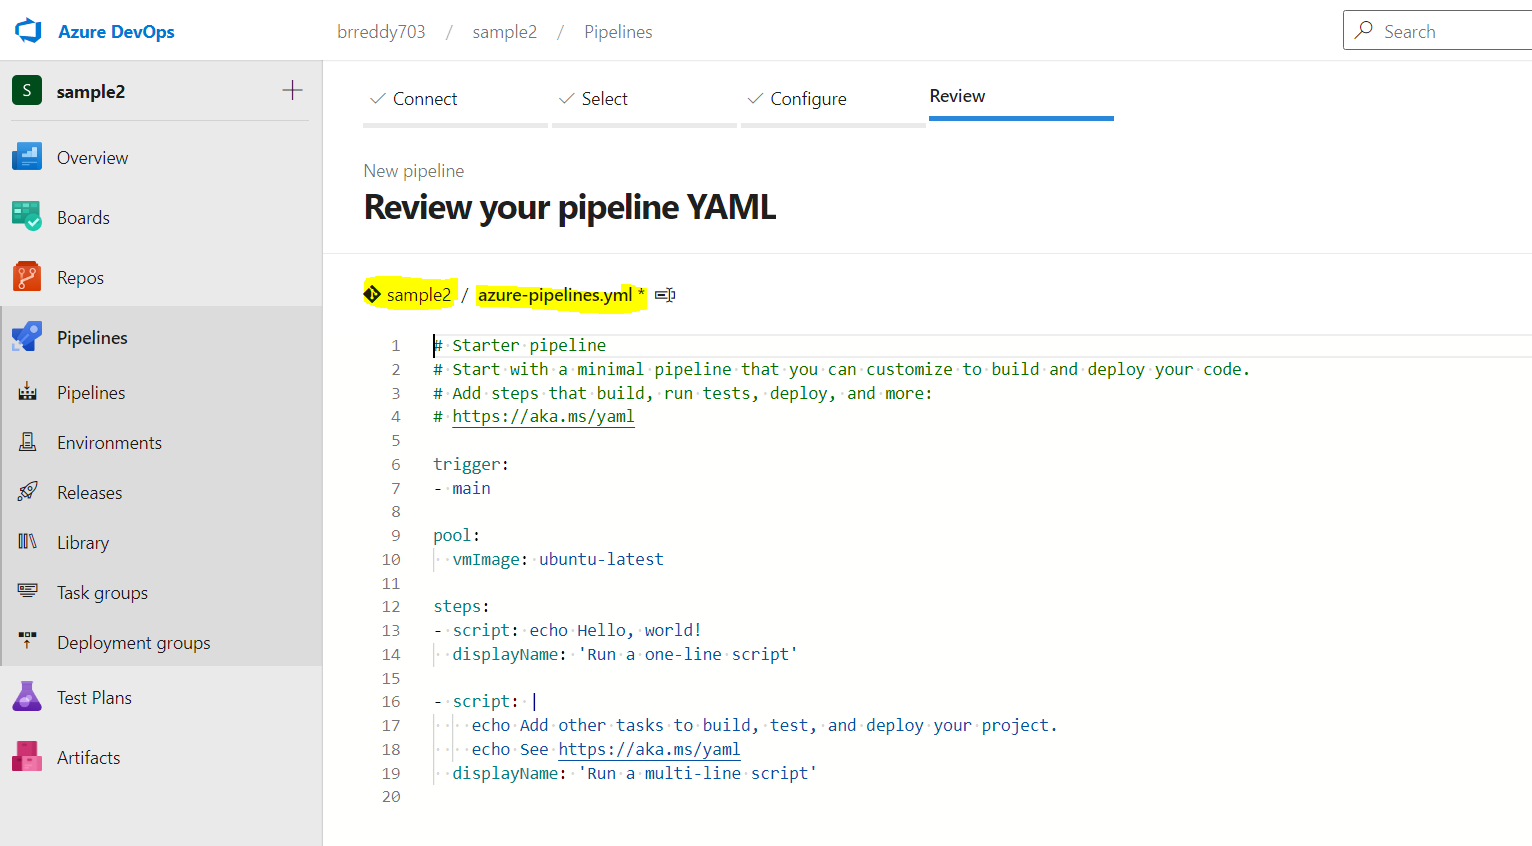 Azure DevOps
brreddy703 / sample2 / Pipelines
Search
S sample2
Overview
Boards
Repos
Pipelines
Pipelines
Environments
Releases
Library
Task groups
Deployment groups
Test Plans
Artifacts
Connect
Select
Configure
Review
New pipeline
Review your pipeline YAML
sample2 / azure-pipelines.yml *
1 # Starter pipeline
2 # Start with a minimal pipeline that you can customize to build and deploy your code.
3 # Add steps that build, run tests, deploy, and more:
4 # https://aka.ms/yaml
5
6 trigger:
7 - main
8
9 pool:
10   vmImage: ubuntu-latest
11
12 steps:
13 - script: echo Hello, world!
14   displayName: 'Run a one-line script'
15
16 - script: |
17     echo Add other tasks to build, test, and deploy your project.
18     echo See https://aka.ms/yaml
19   displayName: 'Run a multi-line script'
20